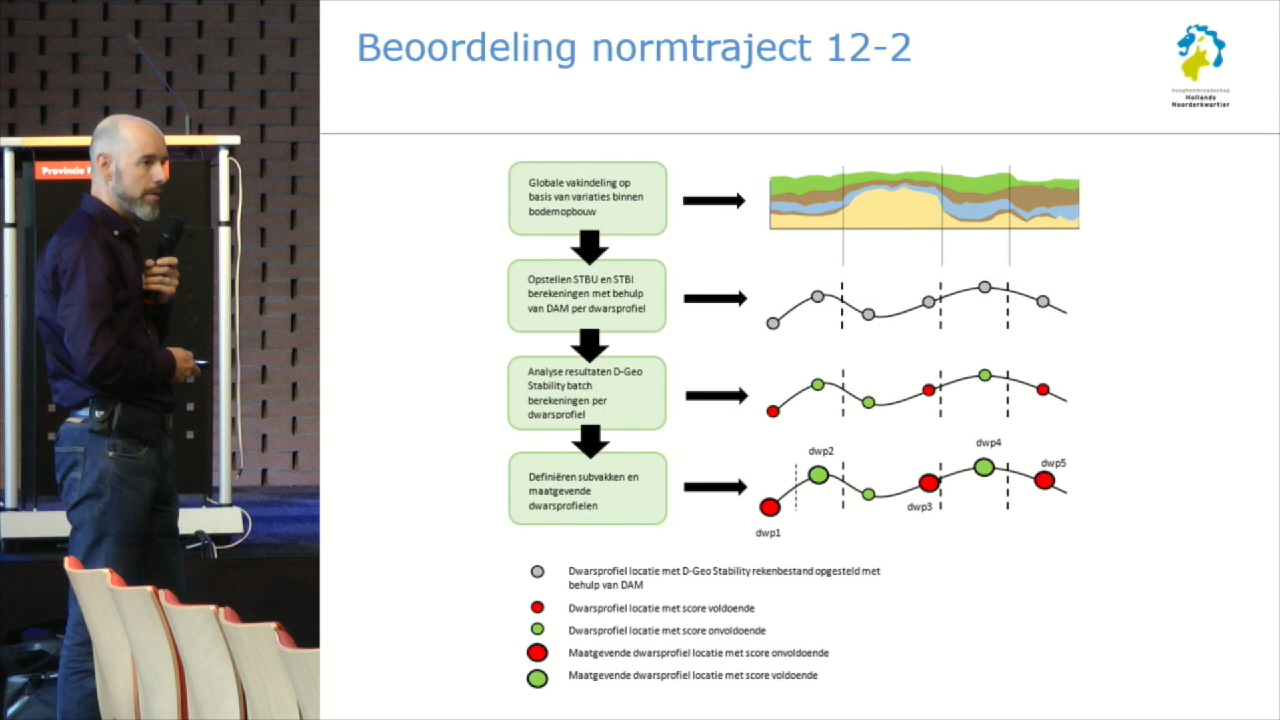 Beoordeling normtraject 12-2
hoogheemraadschap
Hollands
Noorderkwartier
Provincie
Globale vakindeling op
basis van variaties binnen
bodemopbouw
Opstellen STBU en STBI
berekeningen met behulp
van DAM per dwarsprofiel
Analyse resultaten D-Geo
Stability batch
berekeningen per
dwarsprofiel
Definiëren subvakken en
maatgevende
dwarsprofielen
dwp1
dwp2
dwp3
dwp4
dwp5
Dwarsprofiel locatie met D-Geo Stability rekenbestand opgesteld met
behulp van DAM
Dwarsprofiel locatie met score voldoende
Dwarsprofiel locatie met score onvoldoende
Maatgevende dwarsprofiel locatie met score onvoldoende
Maatgevende dwarsprofiel locatie met score voldoende